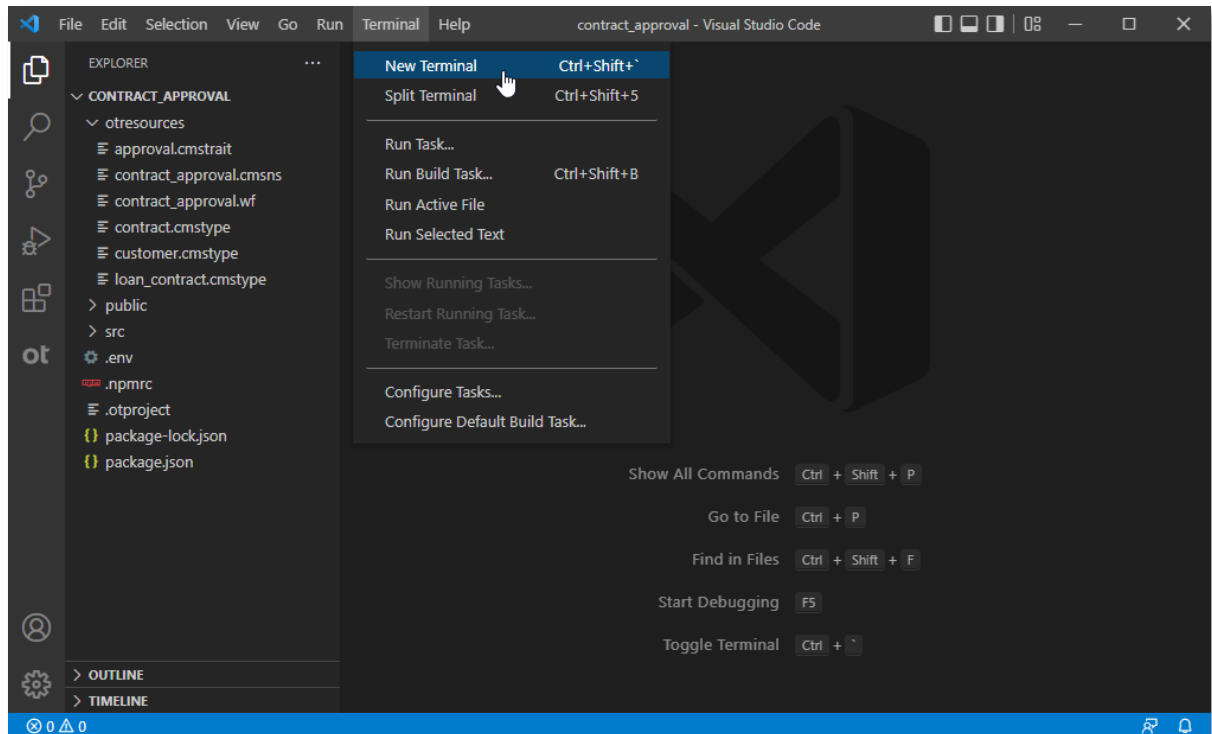 File Edit Selection View Go Run Terminal Help contract_approval - Visual Studio Code
EXPLORER ...
CONTRACT_APPROVAL
otresources
approval.cmstrait
contract_approval.cmsns
contract_approval.wf
contract.cmstype
customer.cmstype
loan_contract.cmstype
public
src
.env
npm .npmrc
.otproject
{} package-lock.json
{} package.json
OUTLINE
TIMELINE
ot
New Terminal Ctrl+Shift+`
Split Terminal Ctrl+Shift+5
Run Task...
Run Build Task... Ctrl+Shift+B
Run Active File
Run Selected Text
Show Running Tasks...
Restart Running Task...
Terminate Task...
Configure Tasks...
Configure Default Build Task...
Show All Commands Ctrl + Shift + P
Go to File Ctrl + P
Find in Files Ctrl + Shift + F
Start Debugging F5
Toggle Terminal Ctrl + `
0 0